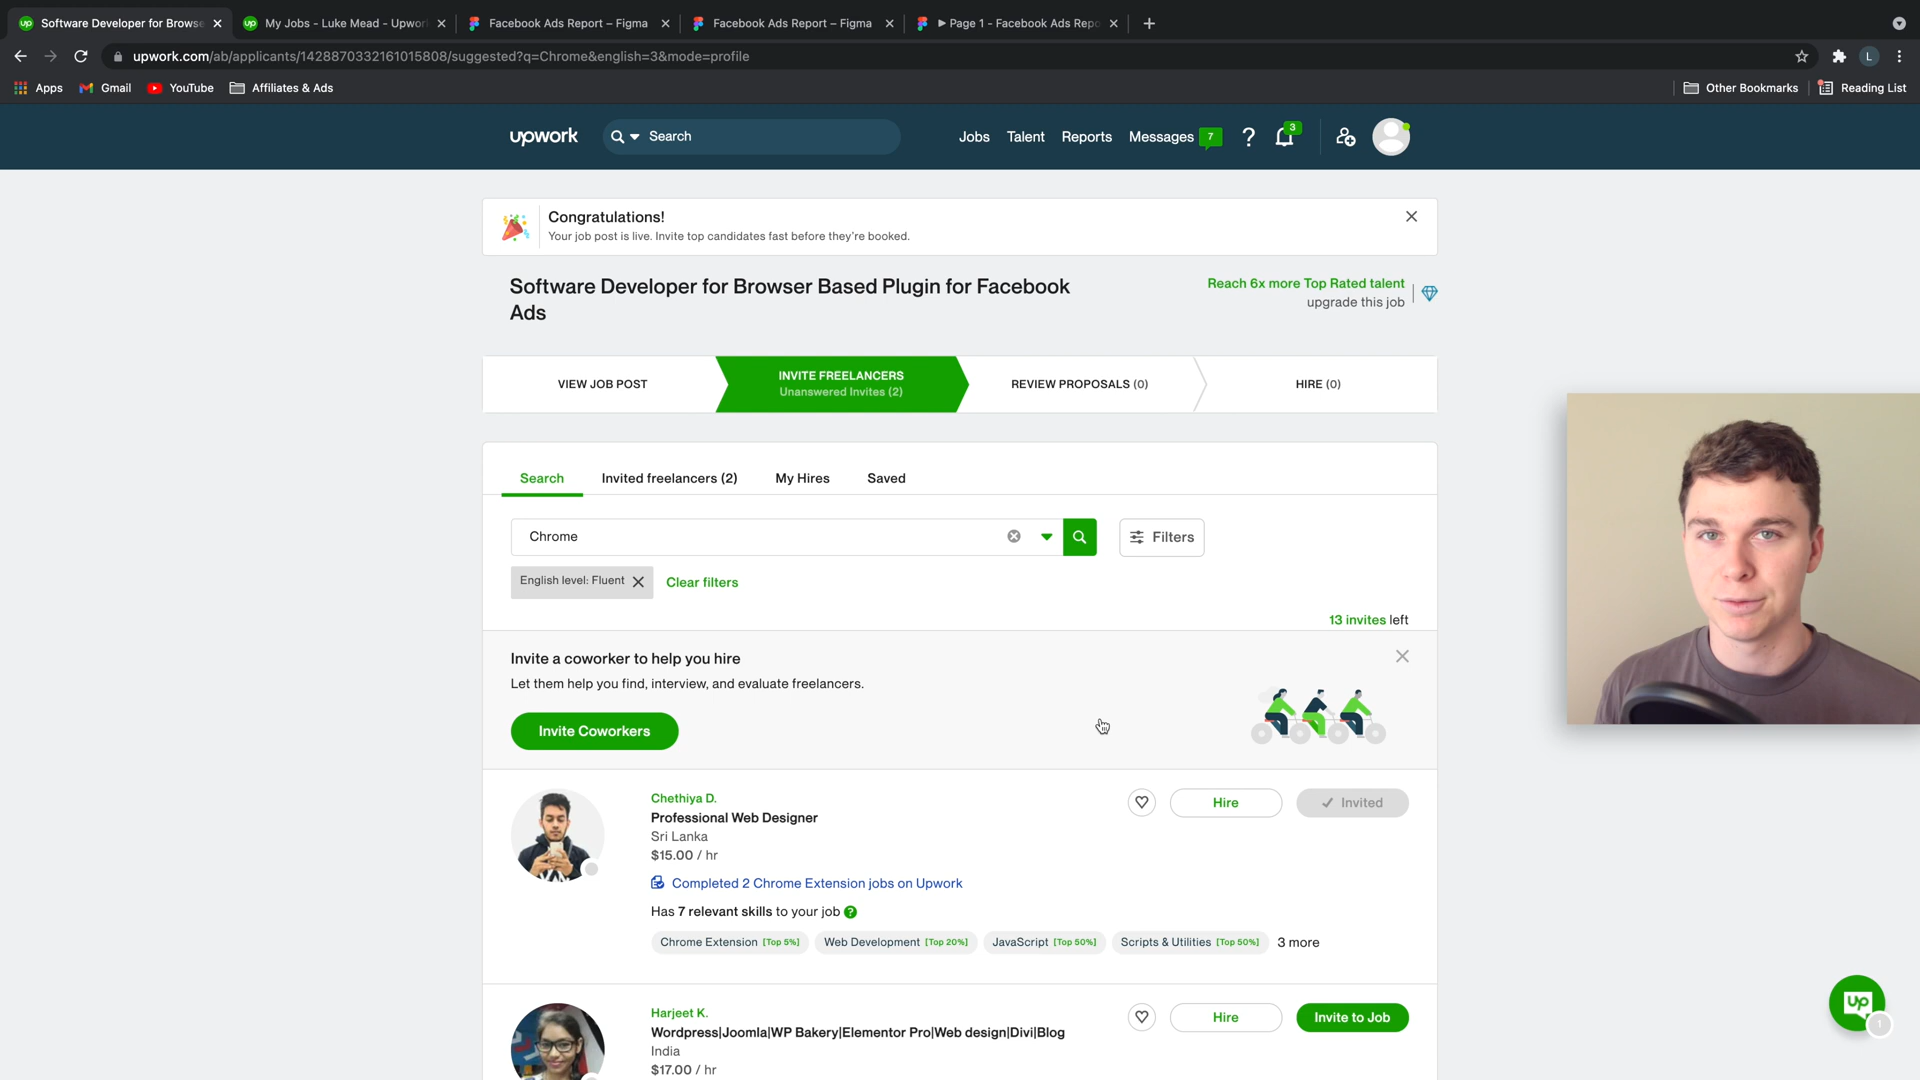 Software Developer for Browse
My Jobs - Luke Mead - Upwor
Facebook Ads Report – Figma
Facebook Ads Report – Figma
Page 1 - Facebook Ads Repo
upwork.com/ab/applicants/1428870332161015808/suggested?q=Chrome&english=3&mode=profile
L
Apps
Gmail
YouTube
Affiliates & Ads
Other Bookmarks
Reading List
upwork
Search
Jobs
Talent
Reports
Messages
7
?
3
Congratulations!
Your job post is live. Invite top candidates fast before they're booked.
Software Developer for Browser Based Plugin for Facebook
Ads
Reach 6x more Top Rated talent
upgrade this job
VIEW JOB POST
INVITE FREELANCERS
Unanswered Invites (2)
REVIEW PROPOSALS (0)
HIRE (0)
Search
Invited freelancers (2)
My Hires
Saved
Chrome
Filters
English level: Fluent
Clear filters
13 invites left
Invite a coworker to help you hire
Let them help you find, interview, and evaluate freelancers.
Invite Coworkers
Chethiya D.
Professional Web Designer
Sri Lanka
$15.00 / hr
Hire
Invited
Completed 2 Chrome Extension jobs on Upwork
Has 7 relevant skills to your job ?
Chrome Extension [Top 5%]
Web Development [Top 20%]
JavaScript [Top 50%]
Scripts & Utilities [Top 50%]
3 more
Harjeet K.
Wordpress|Joomla|WP Bakery|Elementor Pro|Web design|Divi|Blog
India
$17.00 / hr
Hire
Invite to Job
up
1